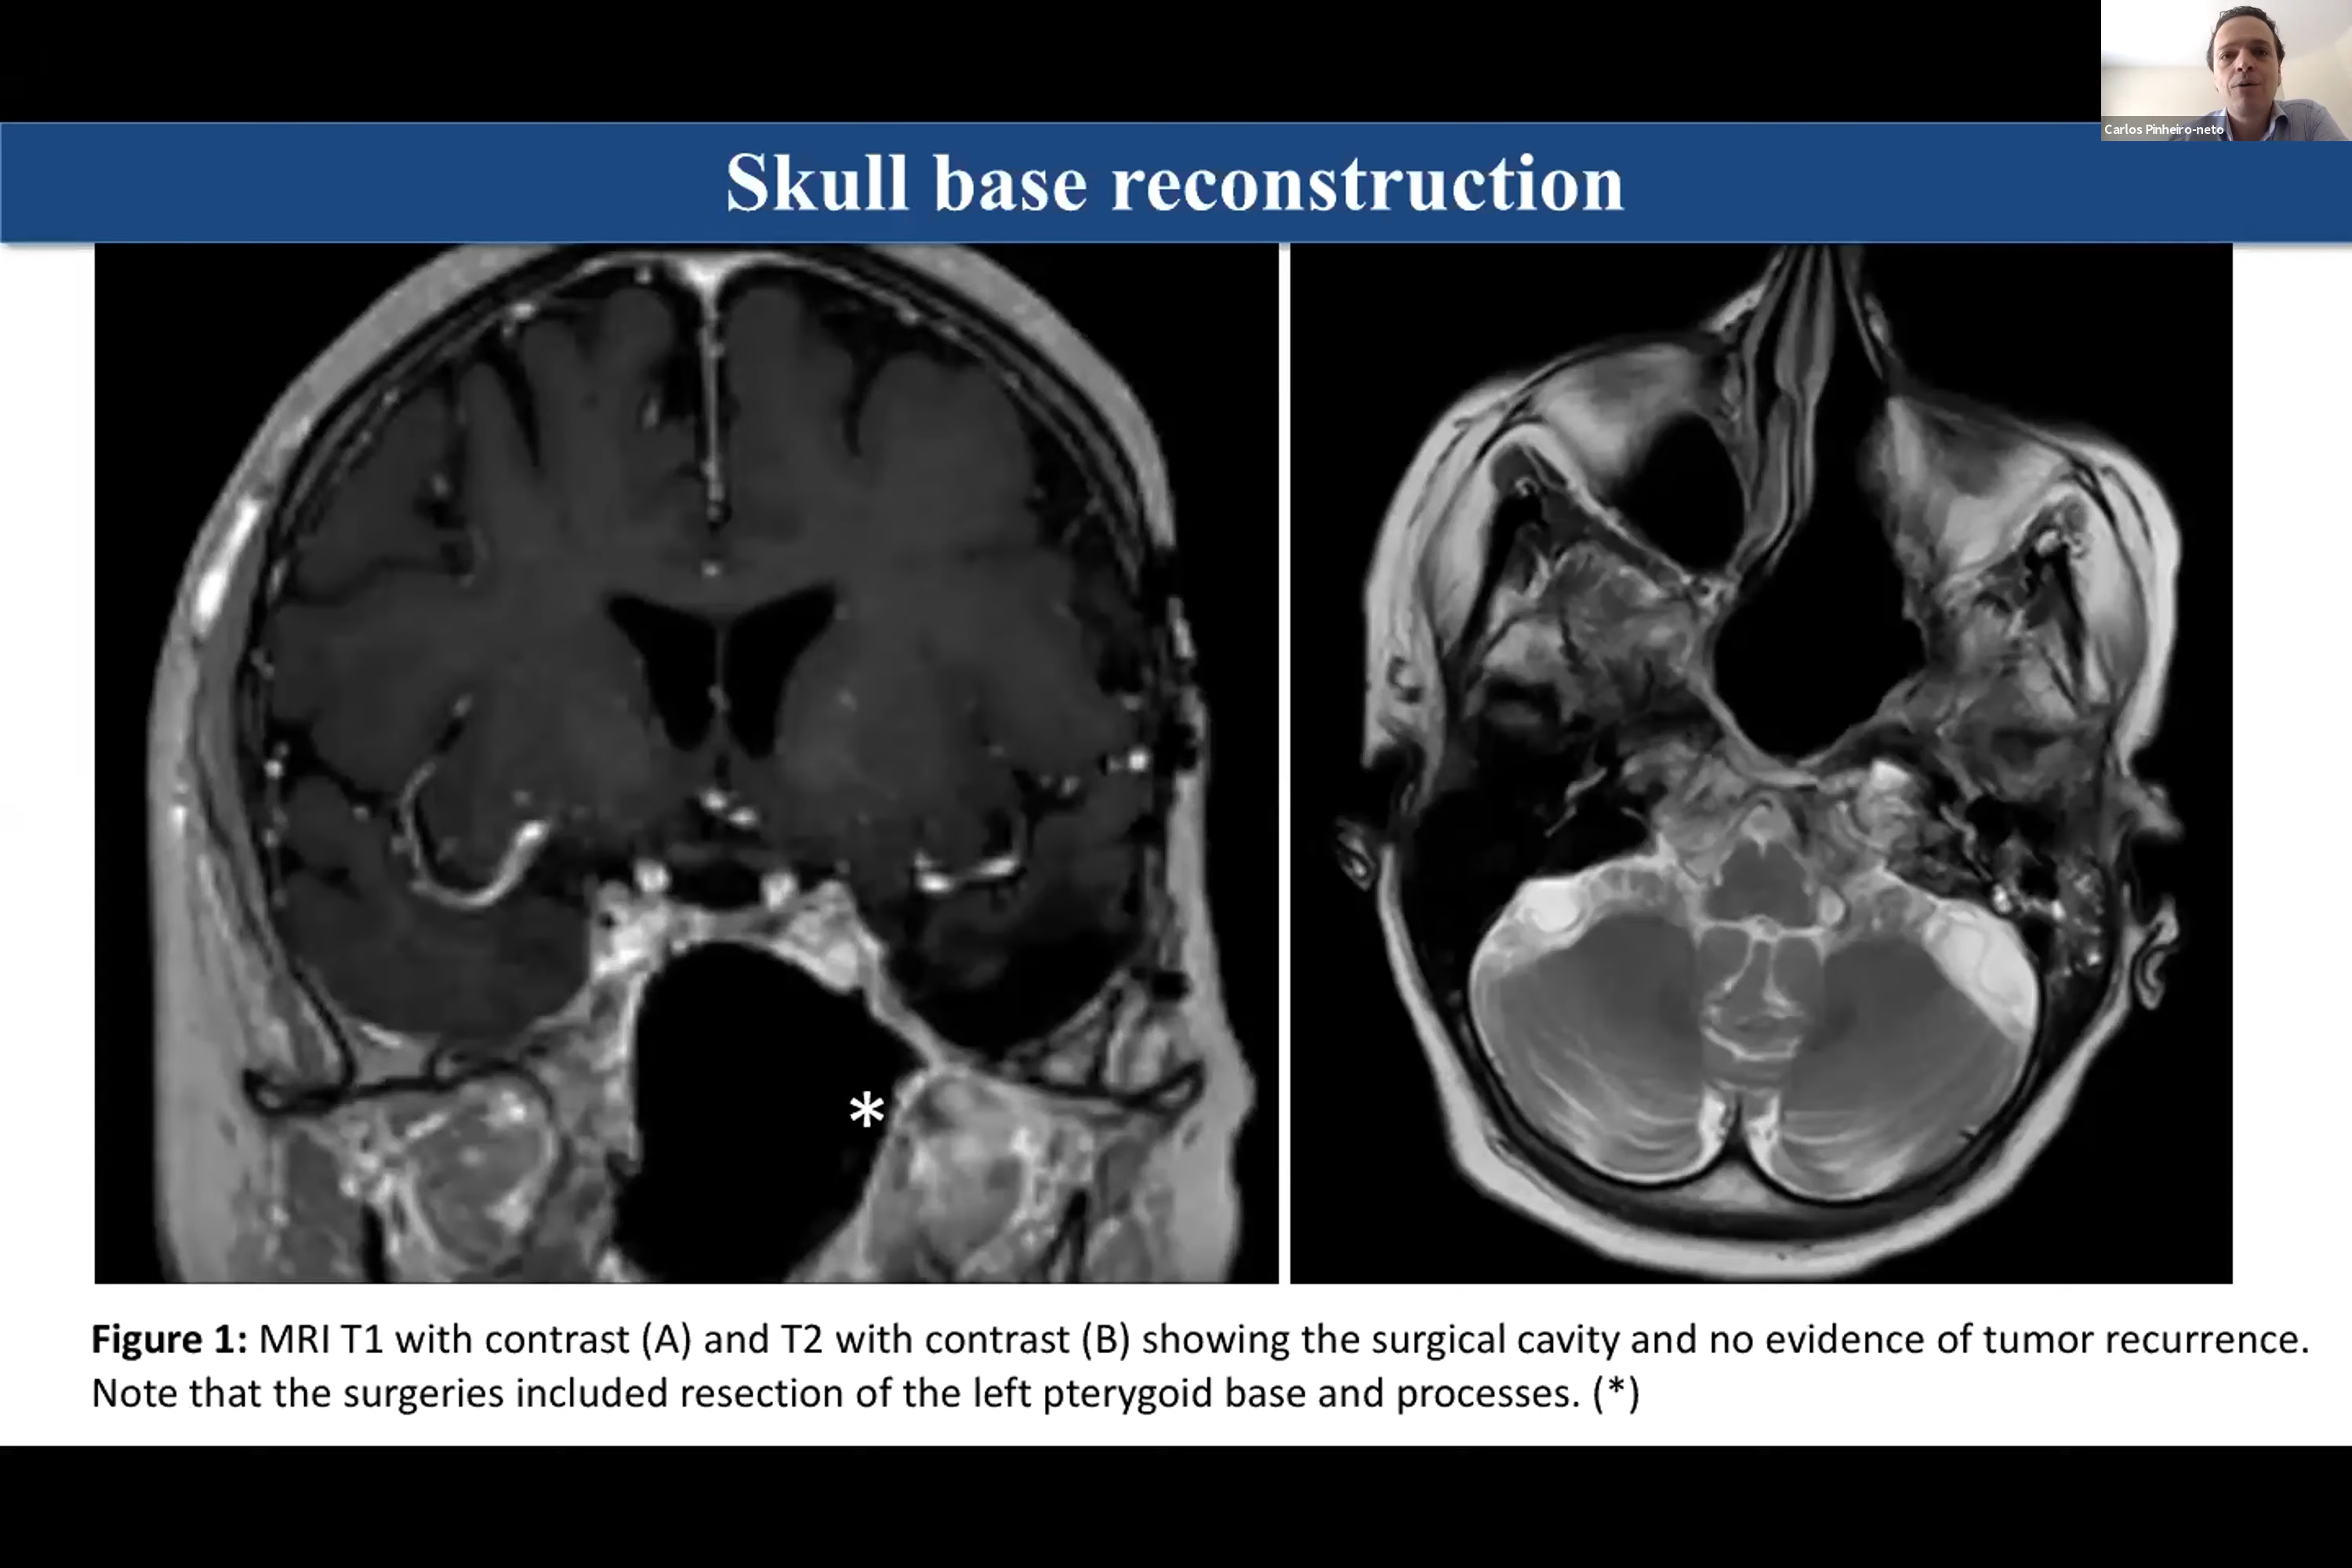 Carlos Pinheiro-neto
Skull base reconstruction
*
Figure 1: MRI T1 with contrast (A) and T2 with contrast (B) showing the surgical cavity and no evidence of tumor recurrence.
Note that the surgeries included resection of the left pterygoid base and processes. (*)